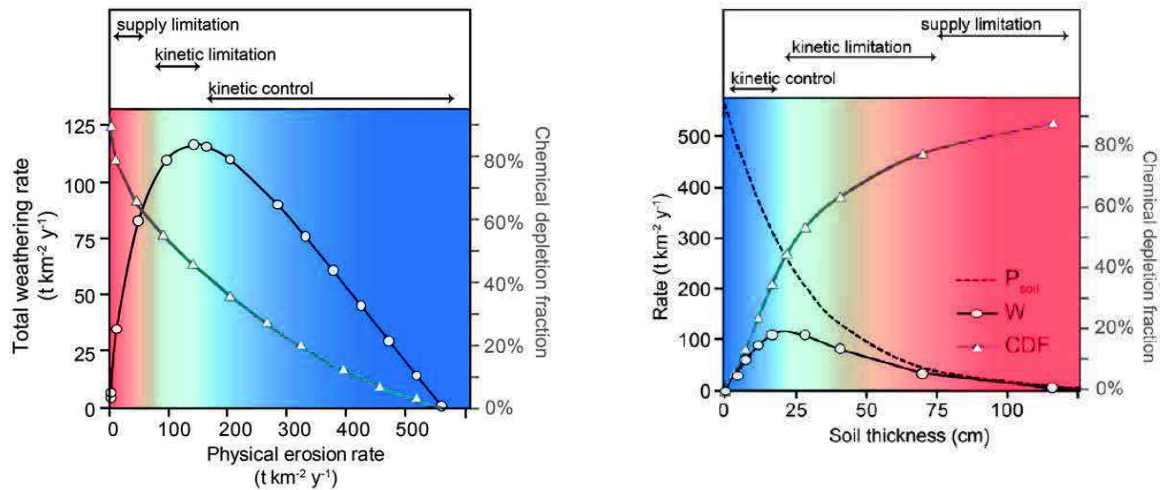 supply limitation
kinetic limitation
kinetic control
Total weathering rate
(t km⁻² y⁻¹)
125
100
75
50
25
0
80%
60%
40%
20%
0%
Chemical depletion fraction
0 100 200 300 400 500
Physical erosion rate
(t km⁻² y⁻¹)
supply limitation
kinetic limitation
kinetic control
Rate (t km⁻² y⁻¹)
500
400
300
200
100
0
80%
60%
40%
20%
0%
Chemical depletion fraction
P soil
W
CDF
0 25 50 75 100
Soil thickness (cm)